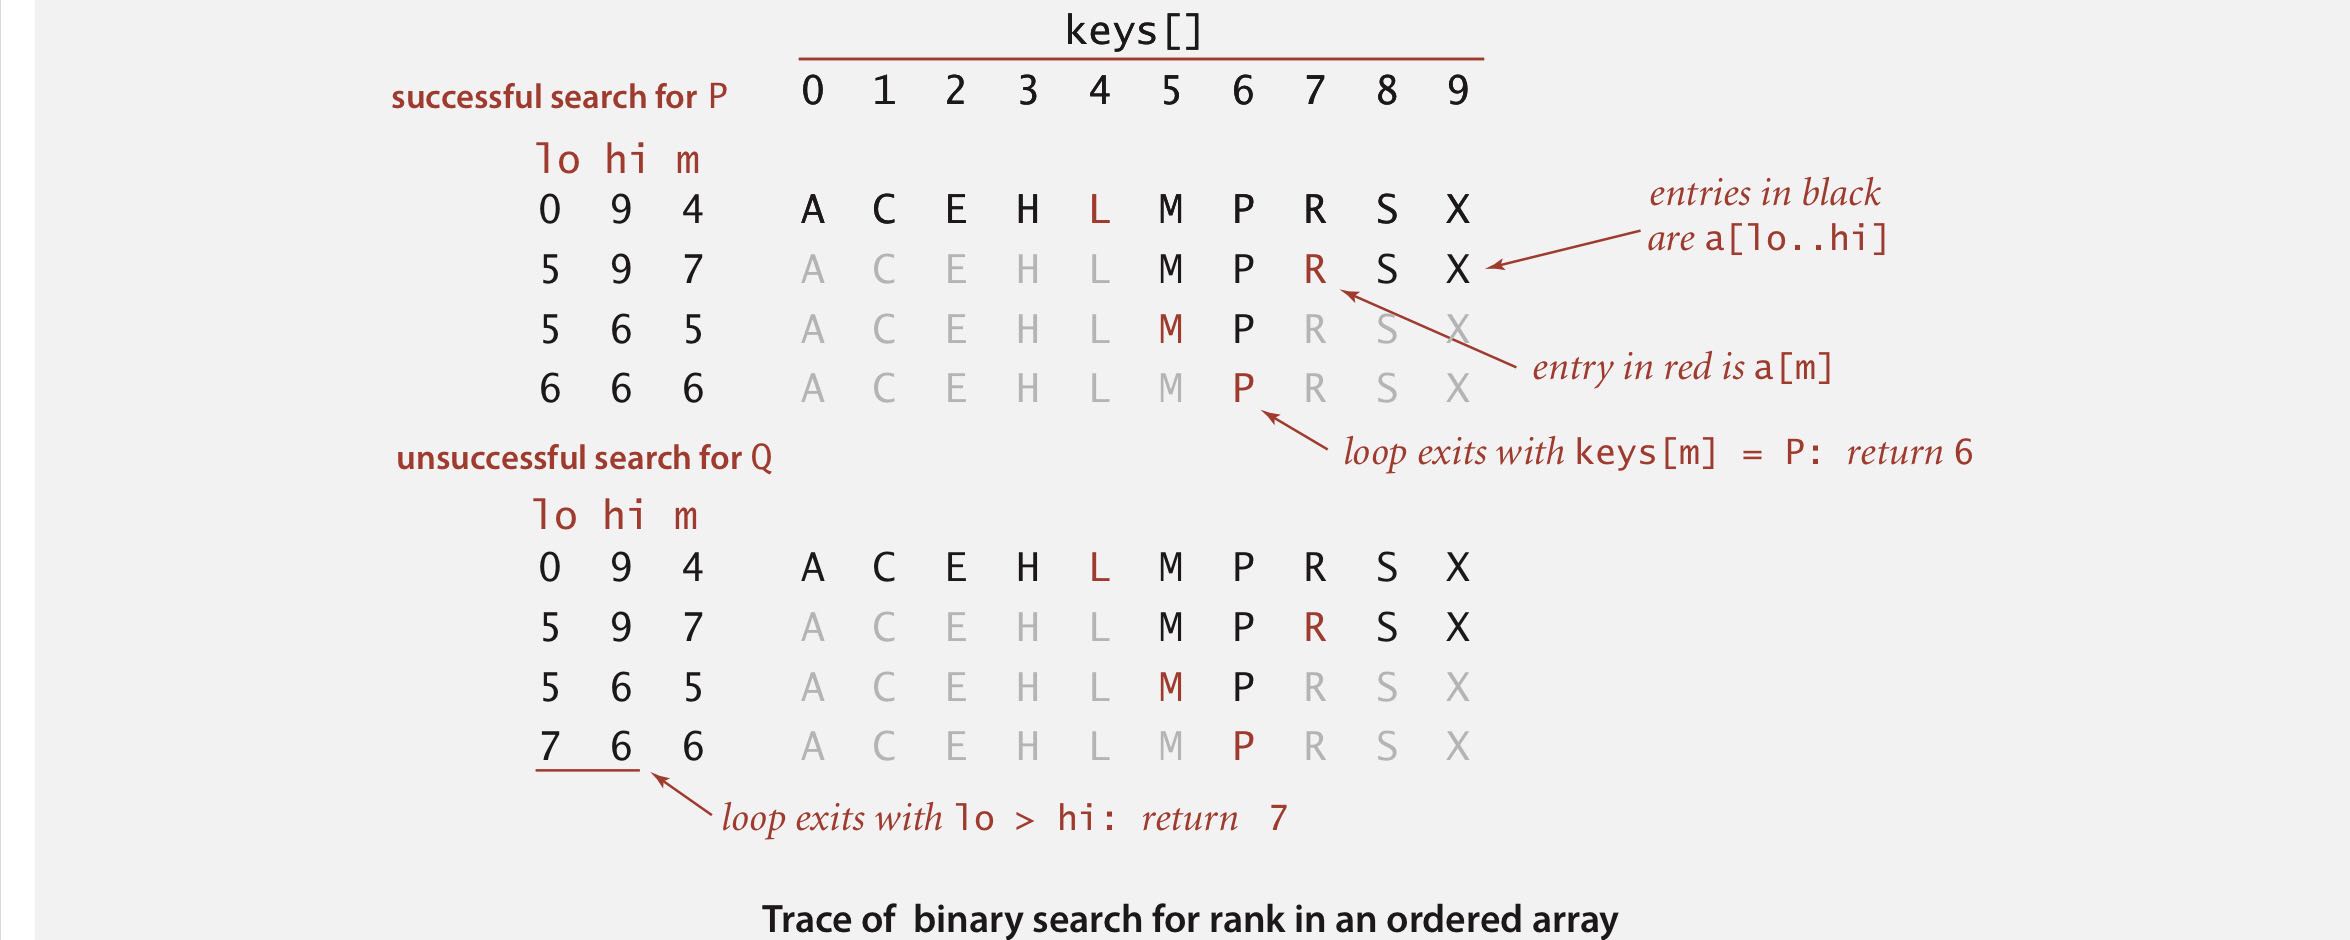 keys[]
successful search for P 0 1 2 3 4 5 6 7 8 9
lo hi m
0 9 4 A C E H L M P R S X
5 9 7 A C E H L M P R S X
5 6 5 A C E H L M P R S X
6 6 6 A C E H L M P R S X
entries in black
are a[lo..hi]
entry in red is a[m]
loop exits with keys[m] = P: return 6
unsuccessful search for Q
lo hi m
0 9 4 A C E H L M P R S X
5 9 7 A C E H L M P R S X
5 6 5 A C E H L M P R S X
7 6 6 A C E H L M P R S X
loop exits with lo > hi: return 7
Trace of binary search for rank in an ordered array